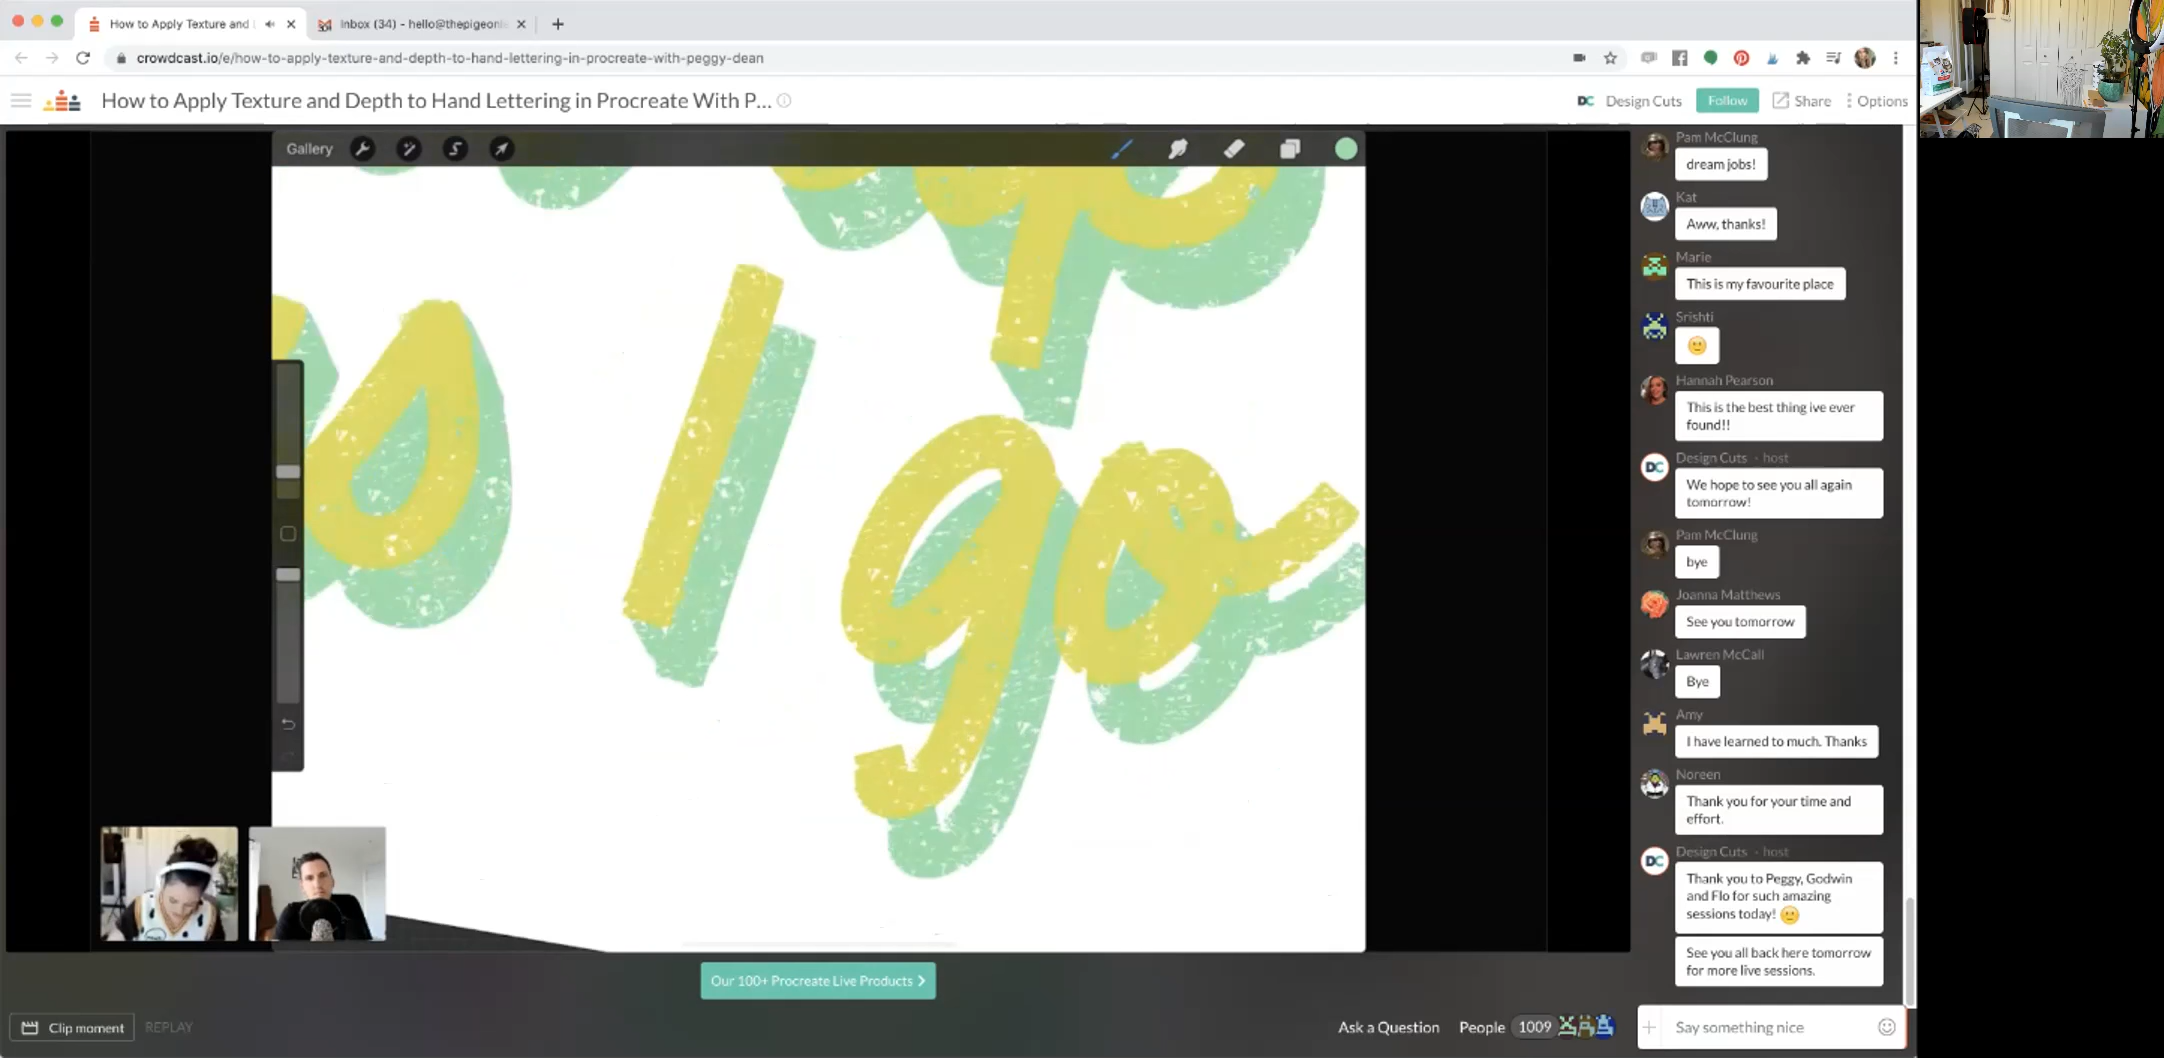 How to Apply Texture and
Inbox (34) - hello@thepigeonl
crowdcast.io/e/how-to-apply-texture-and-depth-to-hand-lettering-in-procreate-with-peggy-dean
How to Apply Texture and Depth to Hand Lettering in Procreate With P...
DC Design Cuts
Follow
Share
Options
Gallery
s I go
Our 100+ Procreate Live Products
Clip moment
REPLAY
Ask a Question
People 1009
Pam McClung
dream jobs!
Kat
Aww, thanks!
Marie
This is my favourite place
Srishti
Hannah Pearson
This is the best thing ive ever
found!!
DC
Design Cuts · host
We hope to see you all again
tomorrow!
Pam McClung
bye
Joanna Matthews
See you tomorrow
Lawren McCall
Bye
Amy
I have learned to much. Thanks
Noreen
Thank you for your time and
effort.
DC
Design Cuts · host
Thank you to Peggy, Godwin
and Flo for such amazing
sessions today! 🙂
See you all back here tomorrow
for more live sessions.
Say something nice